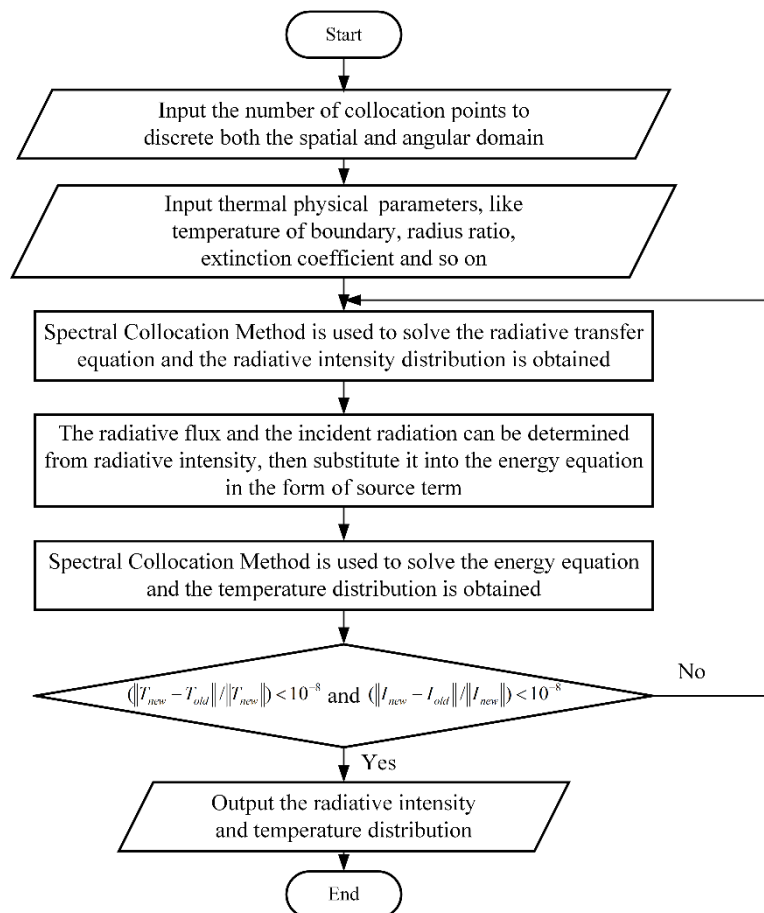 Start
Input the number of collocation points to
discrete both the spatial and angular domain
Input thermal physical parameters, like
temperature of boundary, radius ratio,
extinction coefficient and so on
Spectral Collocation Method is used to solve the radiative transfer
equation and the radiative intensity distribution is obtained
The radiative flux and the incident radiation can be determined
from radiative intensity, then substitute it into the energy equation
in the form of source term
Spectral Collocation Method is used to solve the energy equation
and the temperature distribution is obtained
(‖T_new − T_old‖/‖T_new‖) < 10^−8 and (‖I_new − I_old‖/‖I_new‖) < 10^−8
No
Yes
Output the radiative intensity
and temperature distribution
End